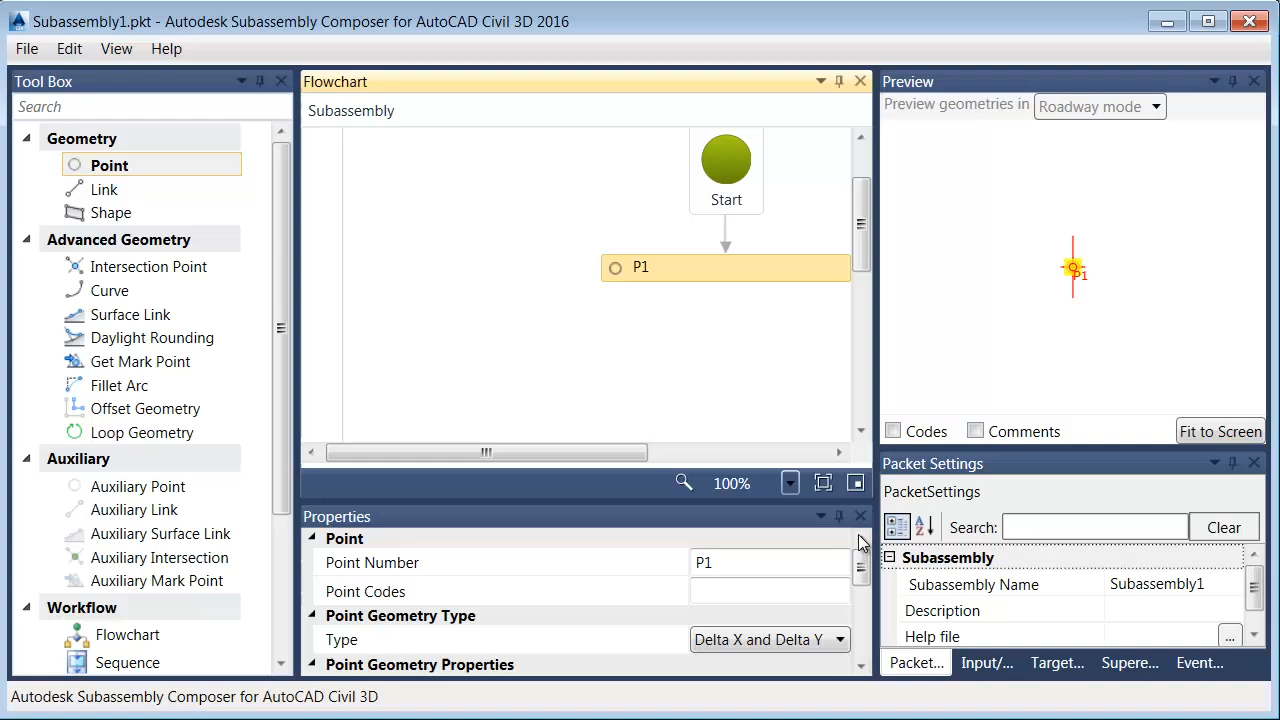 Subassembly1.pkt - Autodesk Subassembly Composer for AutoCAD Civil 3D 2016
File Edit View Help
Tool Box
Search
Geometry
Point
Link
Shape
Advanced Geometry
Intersection Point
Curve
Surface Link
Daylight Rounding
Get Mark Point
Fillet Arc
Offset Geometry
Loop Geometry
Auxiliary
Auxiliary Point
Auxiliary Link
Auxiliary Surface Link
Auxiliary Intersection
Auxiliary Mark Point
Workflow
Flowchart
Sequence
Flowchart
Subassembly
Start
P1
100%
Properties
Point
Point Number P1
Point Codes
Point Geometry Type
Type Delta X and Delta Y
Point Geometry Properties
Preview
Preview geometries in Roadway mode
P1
Codes Comments Fit to Screen
Packet Settings
PacketSettings
Search: Clear
Subassembly
Subassembly Name Subassembly1
Description
Help file ...
Packet... Input/... Target... Supere... Event...
Autodesk Subassembly Composer for AutoCAD Civil 3D